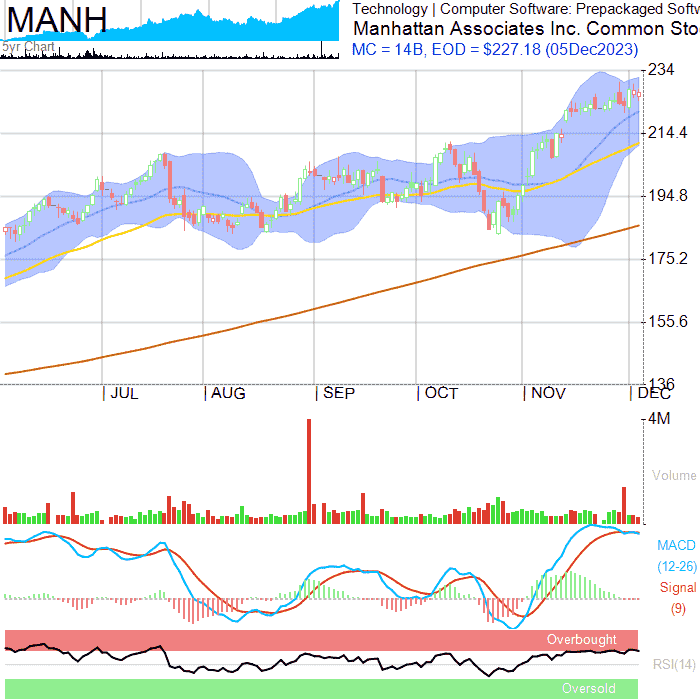 MANH
5yr Chart
Technology | Computer Software: Prepackaged Softw
Manhattan Associates Inc. Common Sto
MC = 14B, EOD = $227.18 (05Dec2023)
234
214.4
194.8
175.2
155.6
136
JUL AUG SEP OCT NOV DEC
4M
Volume
MACD
(12-26)
Signal
(9)
Overbought
RSI(14)
Oversold